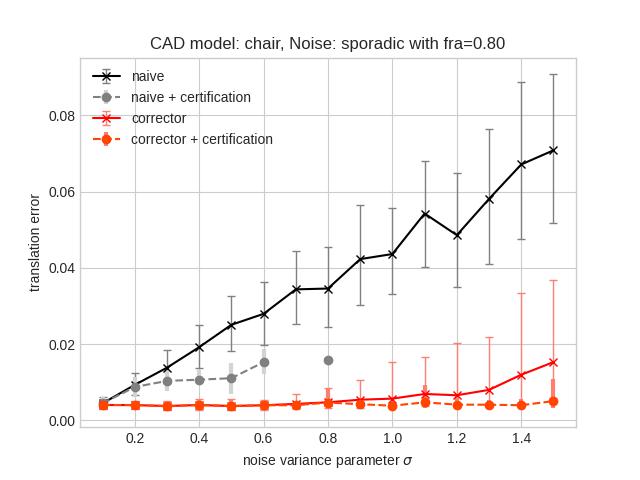 CAD model: chair, Noise: sporadic with fra=0.80
naive
naive + certification
corrector
corrector + certification
translation error
0.08
0.06
0.04
0.02
0.00
0.2 0.4 0.6 0.8 1.0 1.2 1.4
noise variance parameter σ